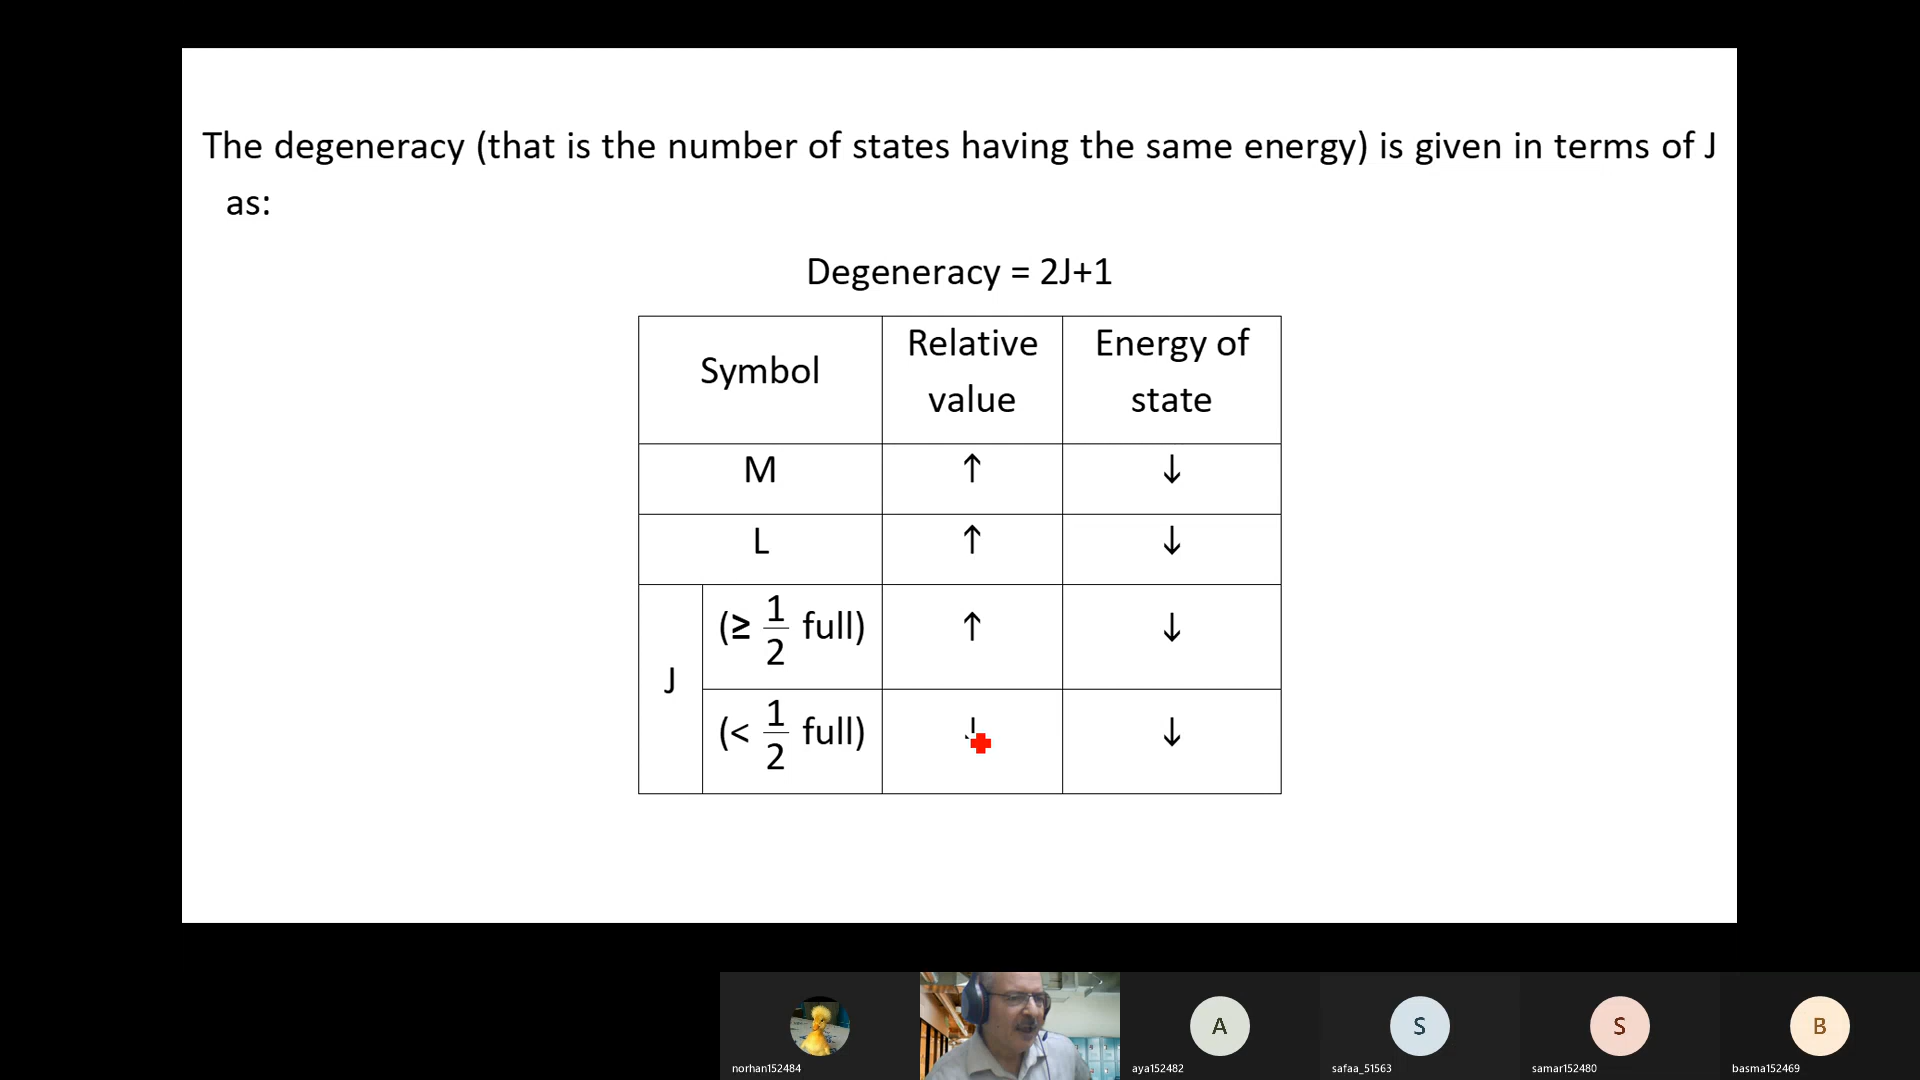 The degeneracy (that is the number of states having the same energy) is given in terms of J
as:
Degeneracy = 2J+1
Symbol
Relative
value
Energy of
state
M ↑ ↓
L ↑ ↓
J
(≥ 1/2 full) ↑ ↓
(< 1/2 full) ↓ ↓
A
S
S
B
norhan152484
aya152482
safaa_51563
samar152480
basma152469